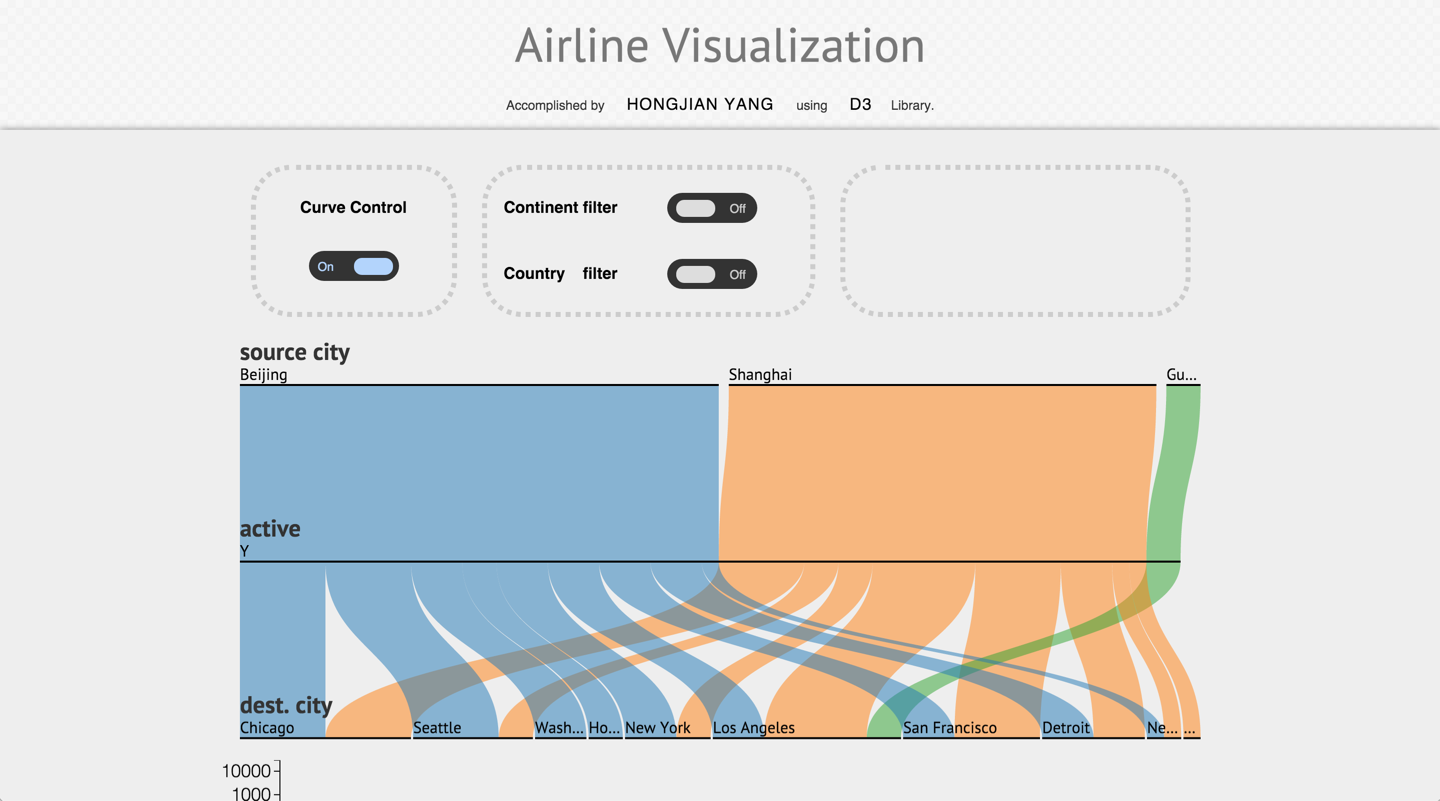 Airline Visualization
Accomplished by HONGJIAN YANG using D3 Library.
Curve Control
On
Continent filter Off
Country filter Off
source city
Beijing Shanghai Gu...
active
Y
dest. city
Chicago Seattle Wash... Ho... New York Los Angeles San Francisco Detroit Ne... ...
10000
1000